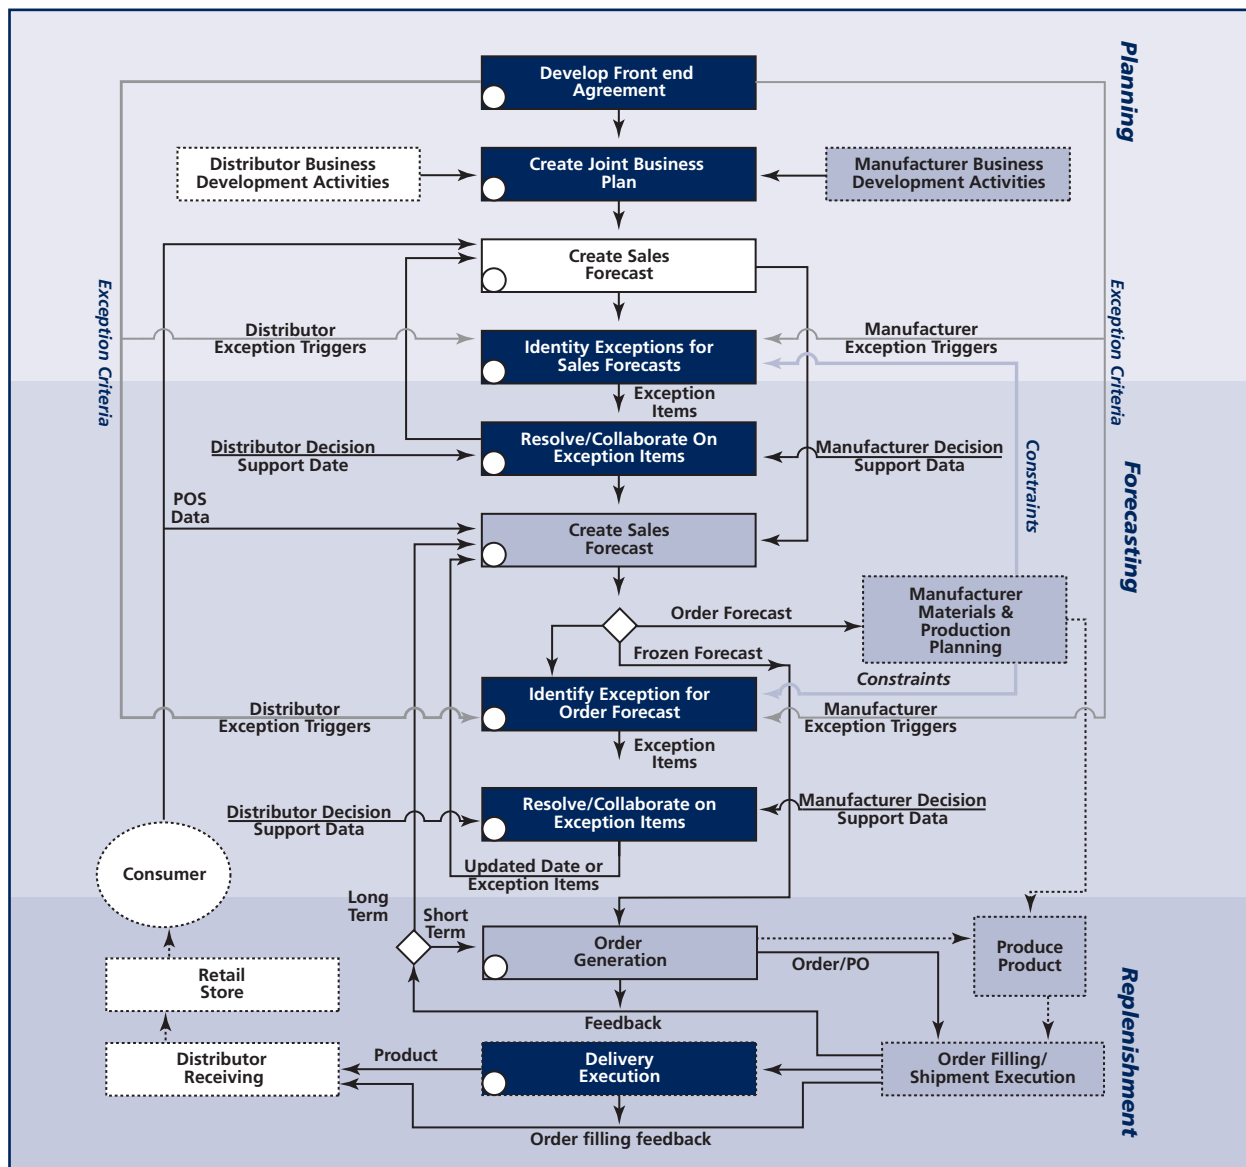 Planning
Develop Front end
Agreement
Distributor Business
Development Activities
Create Joint Business
Plan
Manufacturer Business
Development Activities
Create Sales
Forecast
Exception Criteria
Distributor
Exception Triggers
Identity Exceptions for
Sales Forecasts
Manufacturer
Exception Triggers
Exception Criteria
Exception
Items
Forecasting
Distributor Decision
Support Date
Resolve/Collaborate On
Exception Items
Manufacturer Decision
Support Data
Constraints
POS
Data
Create Sales
Forecast
Order Forecast
Manufacturer
Materials &
Production
Planning
Frozen Forecast
Constraints
Distributor
Exception Triggers
Identify Exception for
Order Forecast
Manufacturer
Exception Triggers
Exception
Items
Distributor Decision
Support Data
Resolve/Collaborate on
Exception Items
Manufacturer Decision
Support Data
Consumer
Updated Date or
Exception Items
Long
Term
Short
Term
Order
Generation
Order/PO
Produce
Product
Replenishment
Retail
Store
Feedback
Distributor
Receiving
Product
Delivery
Execution
Order Filling/
Shipment Execution
Order filling feedback